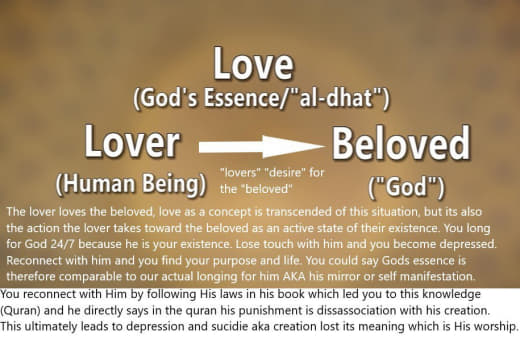 Love
(God's Essence/"al-dhat")
Lover
Beloved
"lovers" "desire" for
the "beloved"
(Human Being)
("God")
The lover loves the beloved, love as a concept is transcended of this situation, but its also
the action the lover takes toward the beloved as an active state of their existence. You long
for God 24/7 because he is your existence. Lose touch with him and you become depressed.
Reconnect with him and you find your purpose and life. You could say Gods essence is
therefore comparable to our actual longing for him AKA his mirror or self manifestation.
You reconnect with Him by following His laws in his book which led you to this knowledge
(Quran) and he directly says in the quran his punishment is dissassociation with his creation.
This ultimately leads to depression and sucidie aka creation lost its meaning which is His worship.